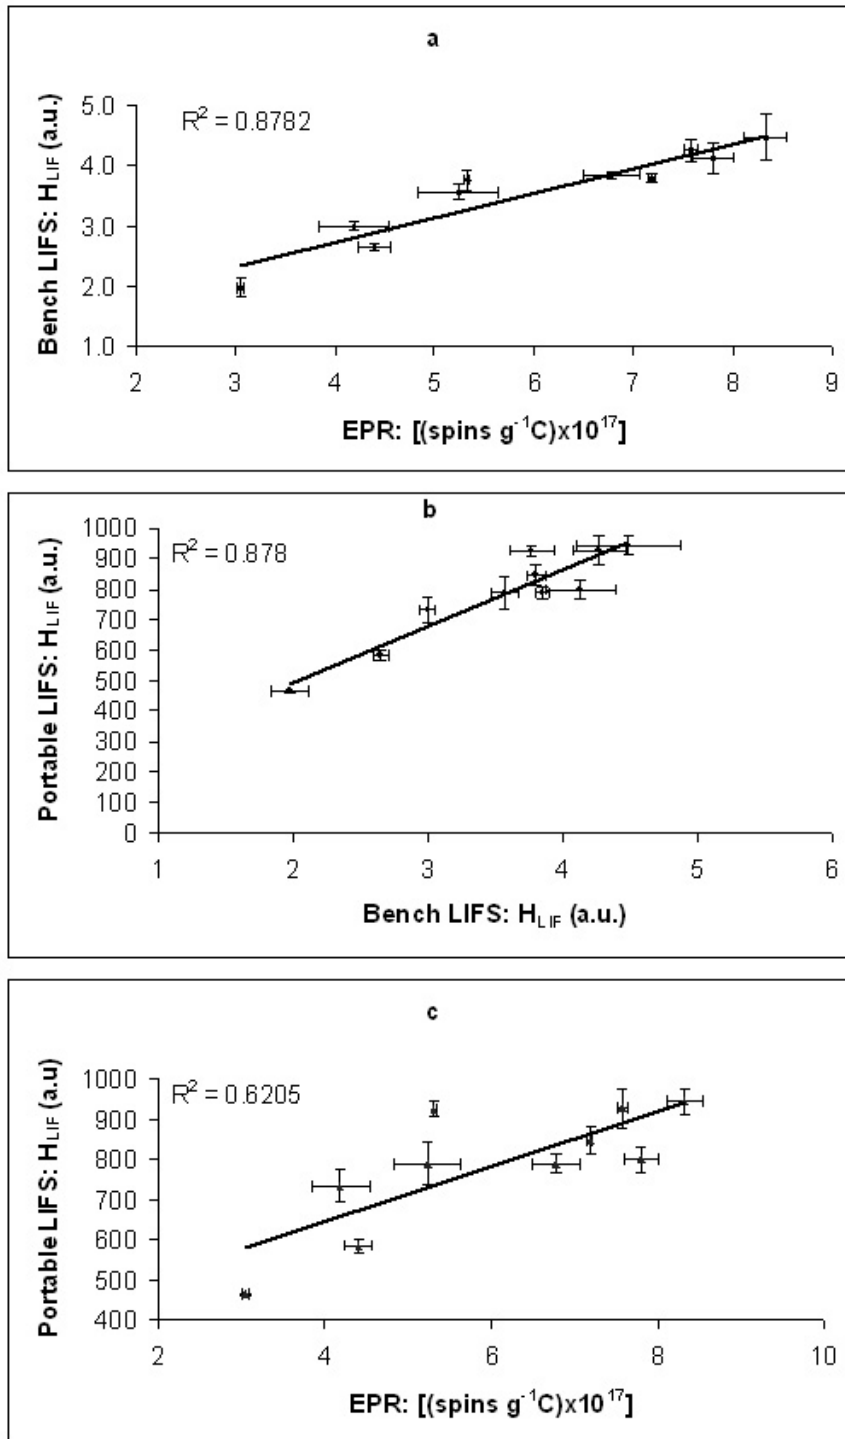 a
R² = 0.8782
Bench LIFS: H_LIF (a.u.)
5.0
4.0
3.0
2.0
1.0
2 3 4 5 6 7 8 9
EPR: [(spins g⁻¹C)x10¹⁷]
b
R² = 0.878
Portable LIFS: H_LIF (a.u.)
1000
900
800
700
600
500
400
300
200
100
0
1 2 3 4 5 6
Bench LIFS: H_LIF (a.u.)
c
R² = 0.6205
Portable LIFS: H_LIF (a.u)
1000
900
800
700
600
500
400
2 4 6 8 10
EPR: [(spins g⁻¹C)x10¹⁷]